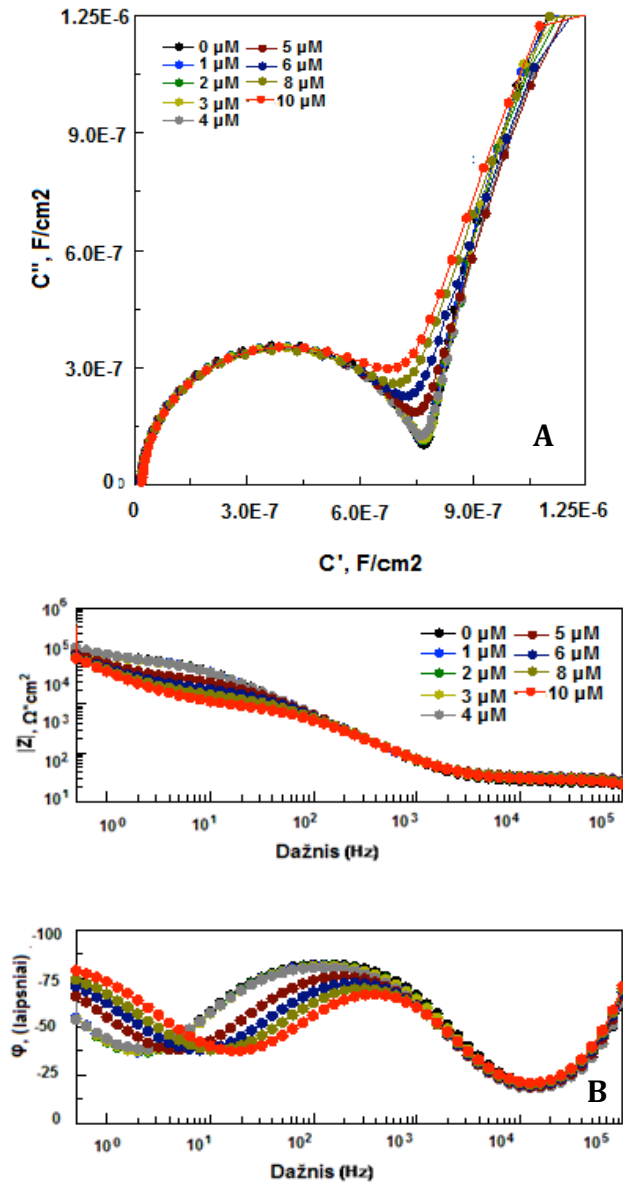 1.25E-6
0 µM 5 µM
1 µM 6 µM
2 µM 8 µM
3 µM 10 µM
4 µM
9.0E-7
C'', F/cm2
6.0E-7
3.0E-7
A
0 0
0 3.0E-7 6.0E-7 9.0E-7 1.25E-6
C', F/cm2
10^6
10^5
10^4
10^3
10^2
10^1
|Z|, Ω*cm^2
0 µM 5 µM
1 µM 6 µM
2 µM 8 µM
3 µM 10 µM
4 µM
10^0 10^1 10^2 10^3 10^4 10^5
Dažnis (Hz)
-100
-75
-50
-25
0
φ, (laipsniai)
B
10^0 10^1 10^2 10^3 10^4 10^5
Dažnis (Hz)